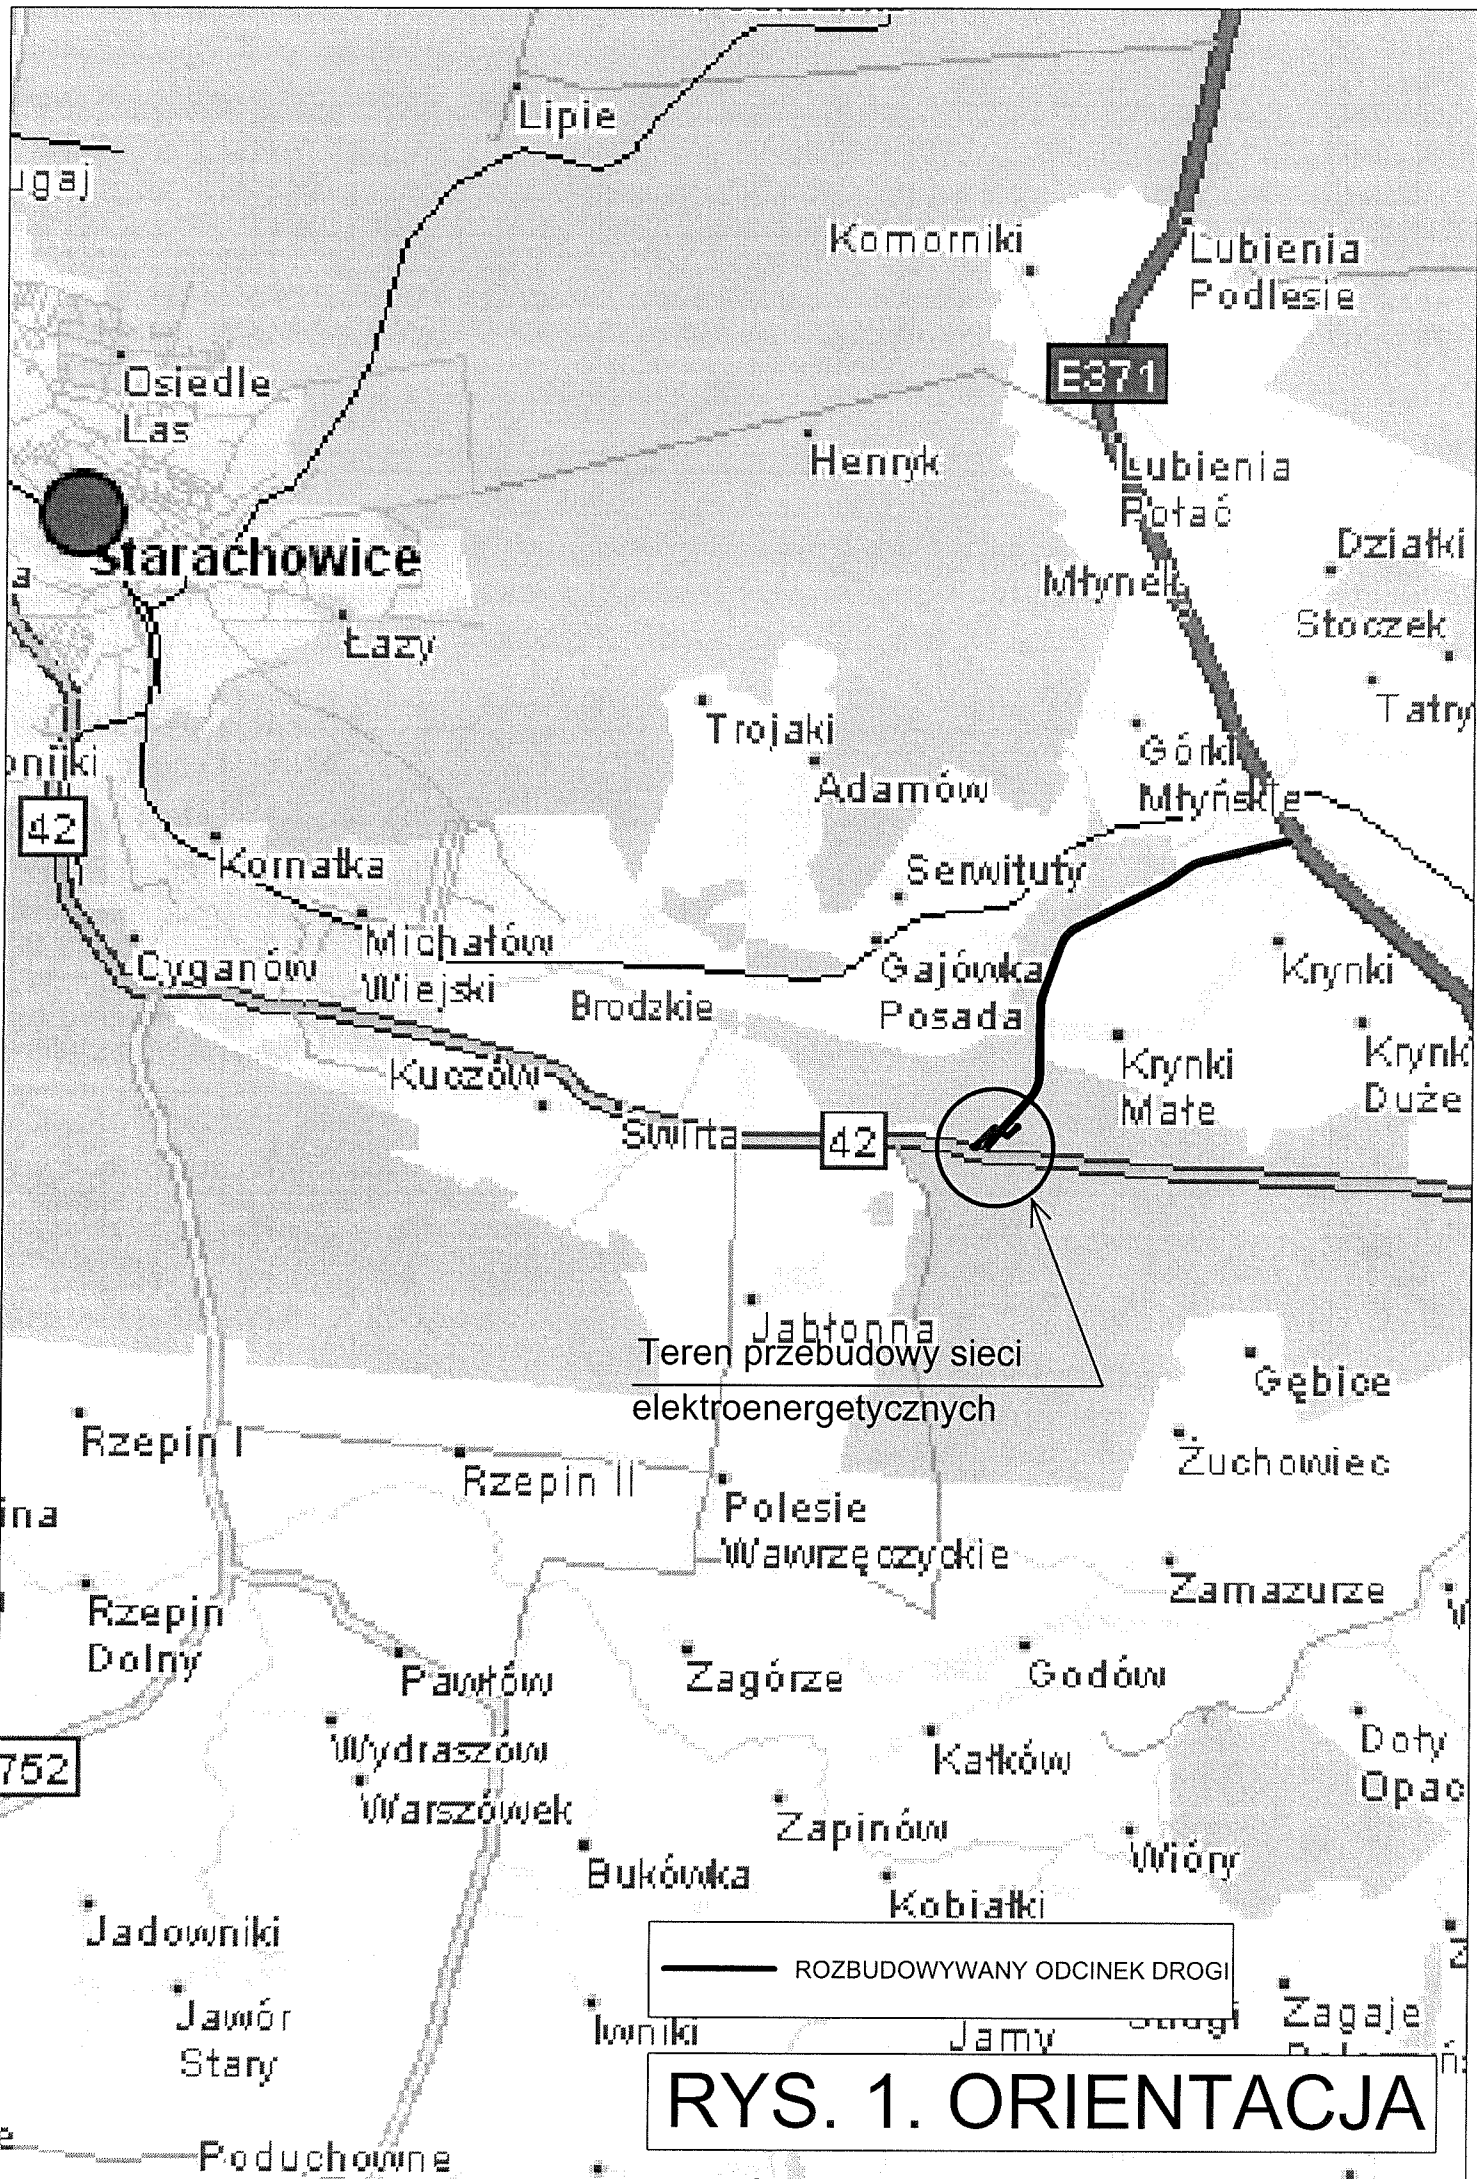 Lipie
ugaj
Komorniki
Lubienia
Podlesie
E371
Osiedle
Las
Henryk
Lubienia
Rotać
Starachowice
Działki
a
Młynek
Stoczek
Łazy
Tatry
Trojaki
Górki
Młyńskie
onijki
Adamów
42
Kornatka
Serwituty
Michałów
Wiejski
Cyganów
Gajówka
Posada
Krynki
Brodzkie
Kuczów
Krynki
Małe
Krynk
Duże
Świrta
42
Jabłonna
Teren przebudowy sieci
elektroenergetycznych
Gębice
Rzepin I
Rzepin II
Żuchowiec
ina
Polesie
Wawrzęczyckie
Zamazurze
Rzepin
Dolny
W
Pawłów
Zagórze
Godów
Wydraszów
Kałków
Doły
Opac
752
Warszówek
Zapinów
Wióry
Bukówka
Kobiałki
Jadowniki
ROZBUDOWYWANY ODCINEK DROGI
Z
Jawór
Stary
Iwniki
Jamy
Zagaje
RYS. 1. ORIENTACJA
Poduchowne